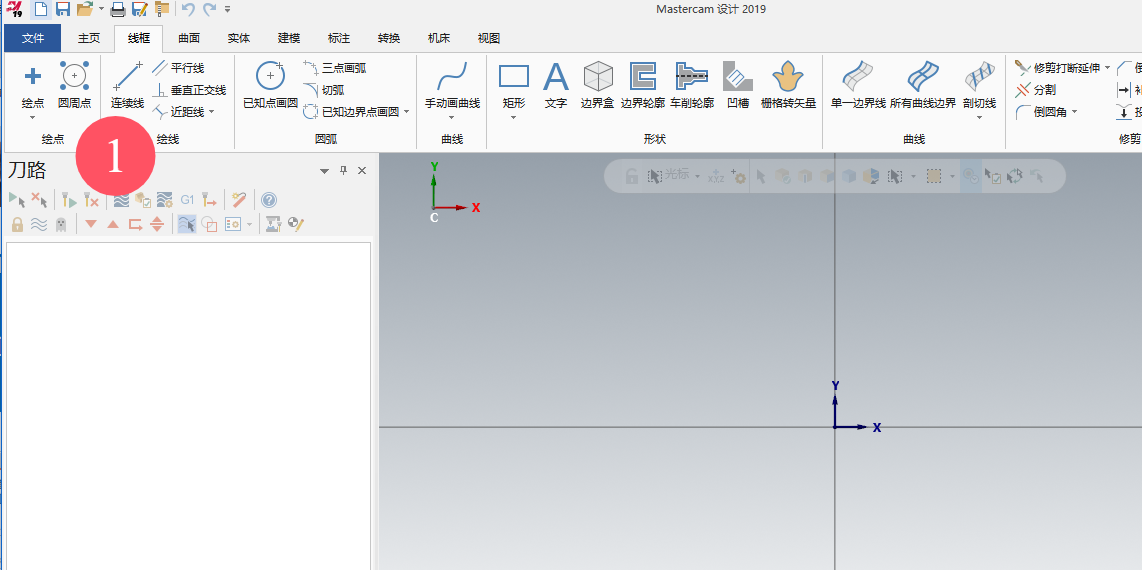 19
Mastercam 设计 2019
文件 主页 线框 曲面 实体 建模 标注 转换 机床 视图
绘点 圆周点 连续线 平行线 垂直正交线 近距线 已知点画圆 三点画弧 切弧 已知边界点画圆 手动画曲线 矩形 文字 边界盒 边界轮廓 车削轮廓 凹槽 栅格转矢量 单一边界线 所有曲线边界 剖切线 修剪打断延伸 分割 倒圆角
绘点 绘线 圆弧 曲线 形状 曲线 修剪
1
刀路
G1
光标
Y
X
C
Y
X